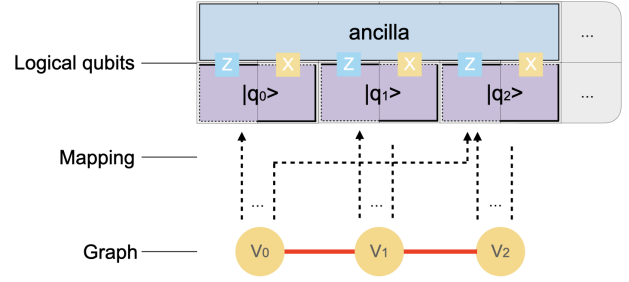 ancilla
...
Logical qubits
Z X Z X Z X
|q0> |q1> |q2> ...
Mapping
... ... ...
Graph
V0 V1 V2